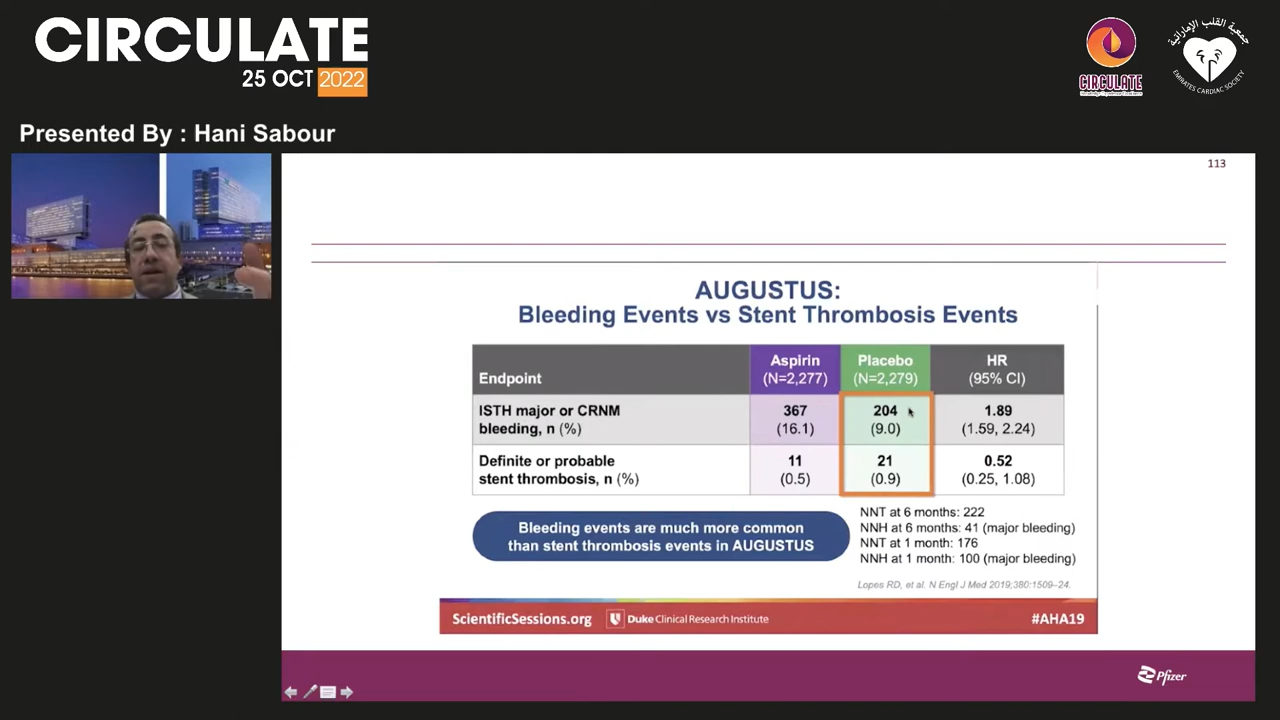 CIRCULATE
25 OCT 2022
CIRCULATE
جمعية القلب الإماراتية
EMIRATES CARDIAC SOCIETY
Presented By : Hani Sabour
113
AUGUSTUS:
Bleeding Events vs Stent Thrombosis Events
Endpoint
Aspirin
(N=2,277)
Placebo
(N=2,279)
HR
(95% CI)
ISTH major or CRNM
bleeding, n (%)
367
(16.1)
204
(9.0)
1.89
(1.59, 2.24)
Definite or probable
stent thrombosis, n (%)
11
(0.5)
21
(0.9)
0.52
(0.25, 1.08)
Bleeding events are much more common
than stent thrombosis events in AUGUSTUS
NNT at 6 months: 222
NNH at 6 months: 41 (major bleeding)
NNT at 1 month: 176
NNH at 1 month: 100 (major bleeding)
Lopes RD, et al. N Engl J Med 2019;380:1509–24.
ScientificSessions.org
Duke Clinical Research Institute
#AHA19
Pfizer